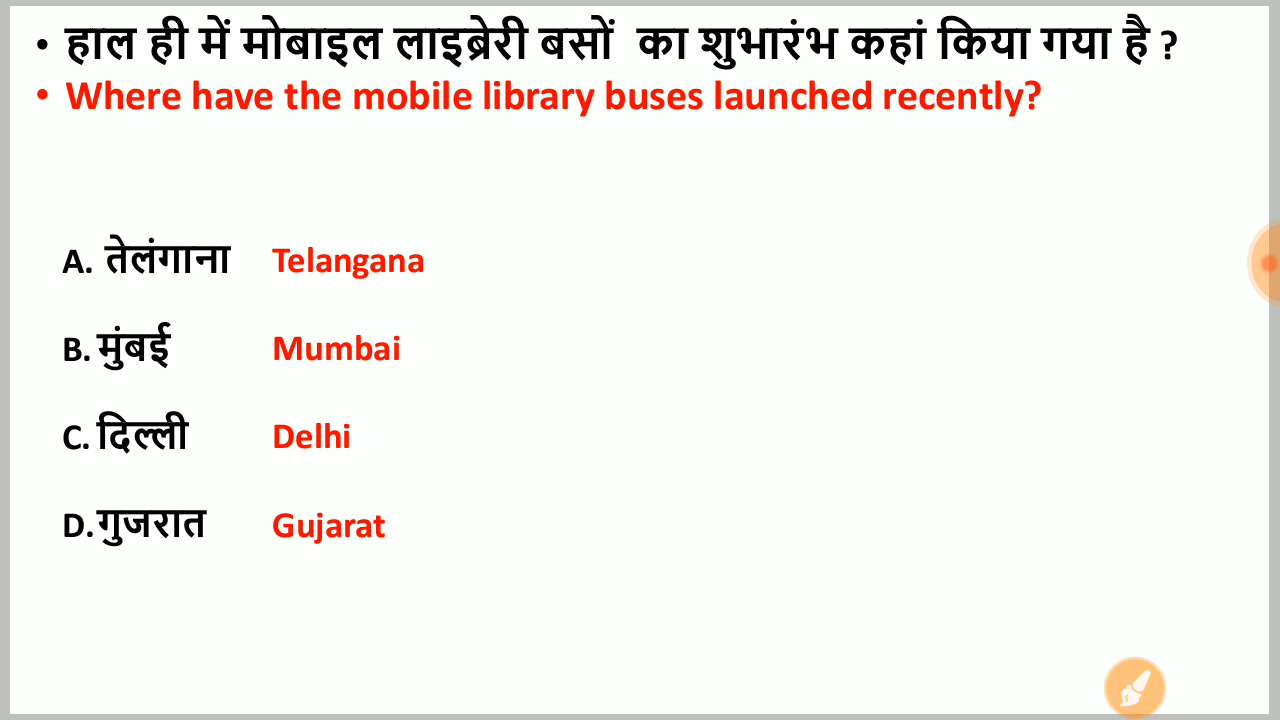 • हाल ही में मोबाइल लाइब्रेरी बसों का शुभारंभ कहां किया गया है ?
• Where have the mobile library buses launched recently?
A. तेलंगाना Telangana
B. मुंबई Mumbai
C. दिल्ली Delhi
D. गुजरात Gujarat